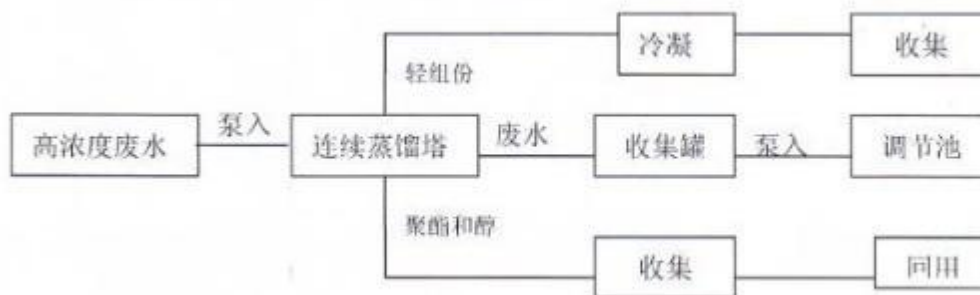 冷凝
收集
轻组份
高浓度废水
泵入
连续蒸馏塔
废水
收集罐
泵入
调节池
聚酯和醇
收集
回用